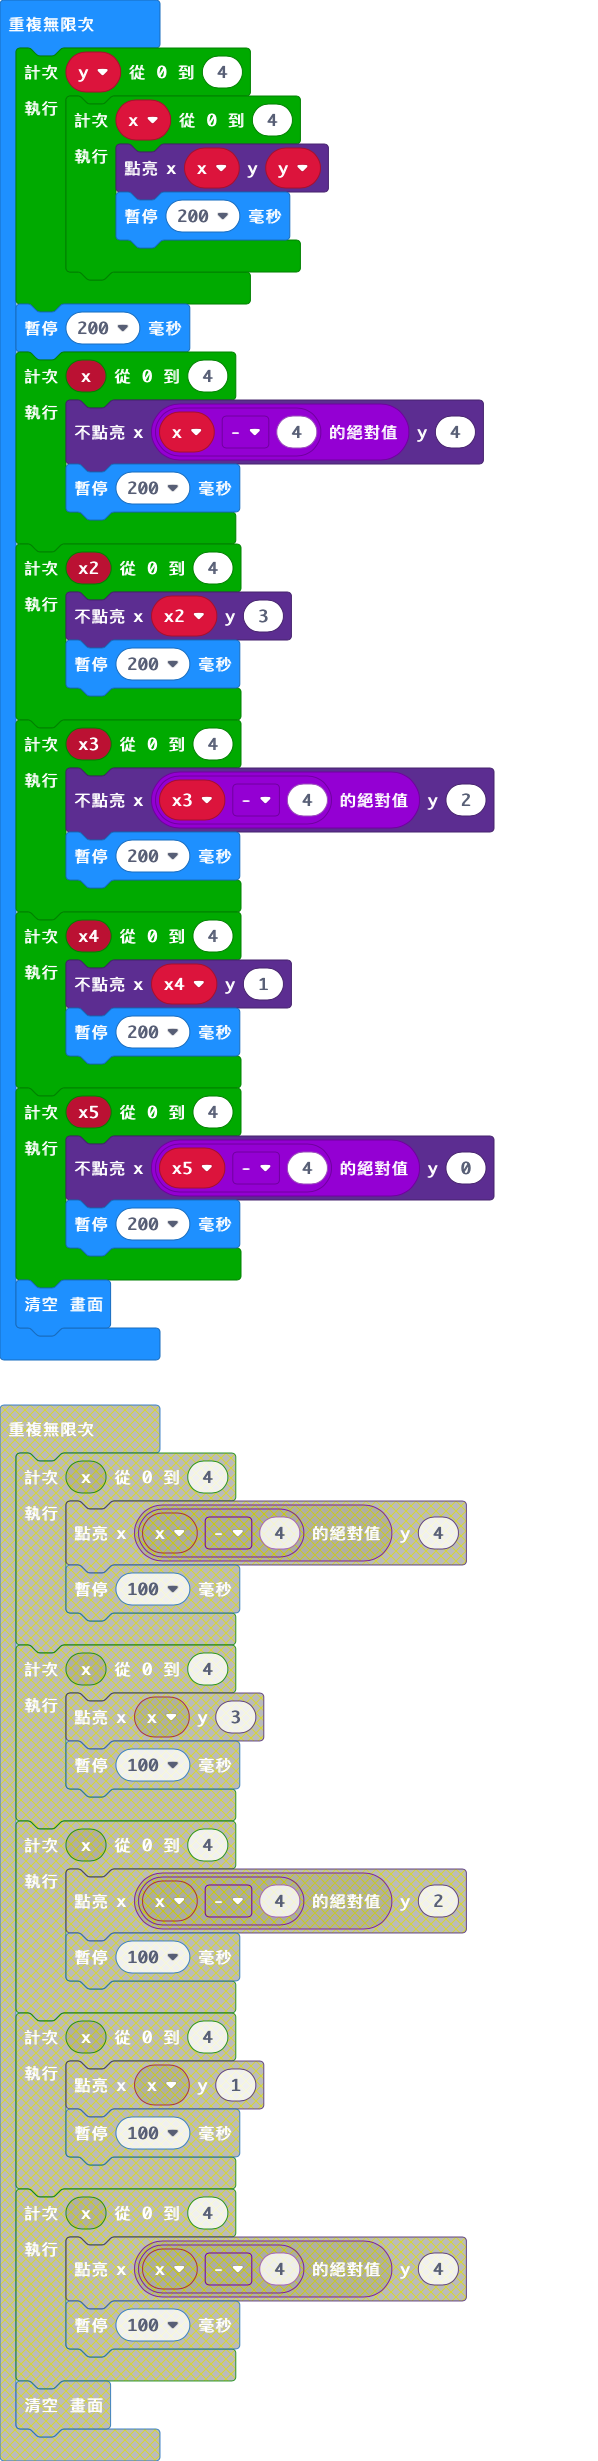 重複無限次
計次 y 從 0 到 4
執行
計次 x 從 0 到 4
執行
點亮 x x y y
暫停 200 毫秒
暫停 200 毫秒
計次 x 從 0 到 4
執行
不點亮 x x - 4 的絕對值 y 4
暫停 200 毫秒
計次 x2 從 0 到 4
執行
不點亮 x x2 y 3
暫停 200 毫秒
計次 x3 從 0 到 4
執行
不點亮 x x3 - 4 的絕對值 y 2
暫停 200 毫秒
計次 x4 從 0 到 4
執行
不點亮 x x4 y 1
暫停 200 毫秒
計次 x5 從 0 到 4
執行
不點亮 x x5 - 4 的絕對值 y 0
暫停 200 毫秒
清空 畫面
重複無限次
計次 x 從 0 到 4
執行
點亮 x x - 4 的絕對值 y 4
暫停 100 毫秒
計次 x 從 0 到 4
執行
點亮 x x y 3
暫停 100 毫秒
計次 x 從 0 到 4
執行
點亮 x x - 4 的絕對值 y 2
暫停 100 毫秒
計次 x 從 0 到 4
執行
點亮 x x y 1
暫停 100 毫秒
計次 x 從 0 到 4
執行
點亮 x x - 4 的絕對值 y 4
暫停 100 毫秒
清空 畫面